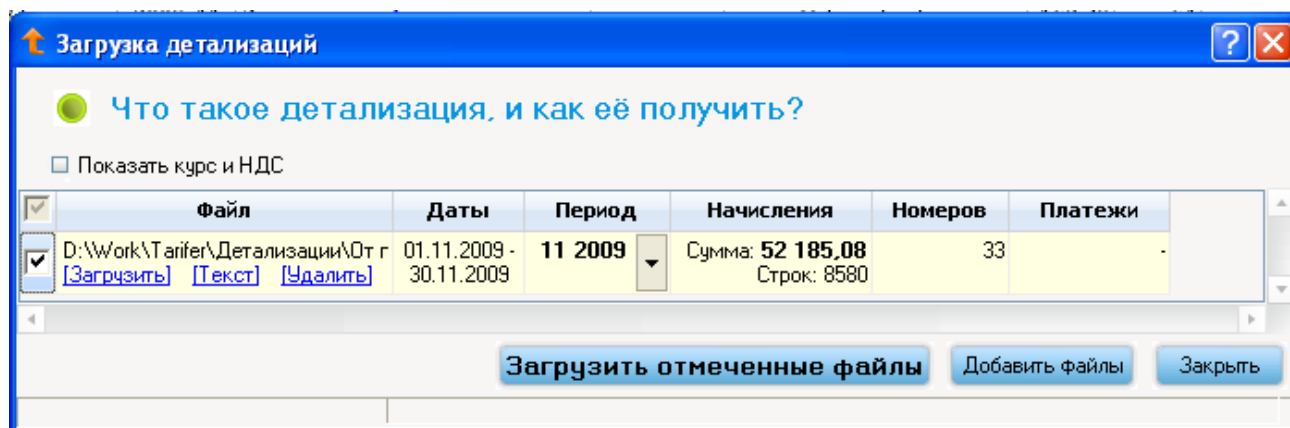 Загрузка детализаций
Что такое детализация, и как её получить?
Показать курс и НДС
Файл Даты Период Начисления Номеров Платежи
D:\Work\Tarifer\Детализации\От г 01.11.2009 - 11 2009 Сумма: 52 185,08 33 -
[Загрузить] [Текст] [Удалить] 30.11.2009 Строк: 8580
Загрузить отмеченные файлы Добавить файлы Закрыть